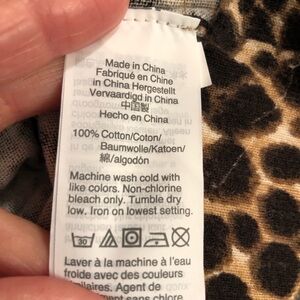 Made in China
Fabriqué en Chine
in China Hergestellt
Vervaardigd in China
中国製
Hecho en China
100% Cotton/Coton/
Baumwolle/Katoen/
綿/algodón
Machine wash cold with
like colors. Non-chlorine
bleach only. Tumble dry
low. Iron on lowest setting.
30
Laver à la machine à l'eau
froide avec des couleurs
similaires. Agent de